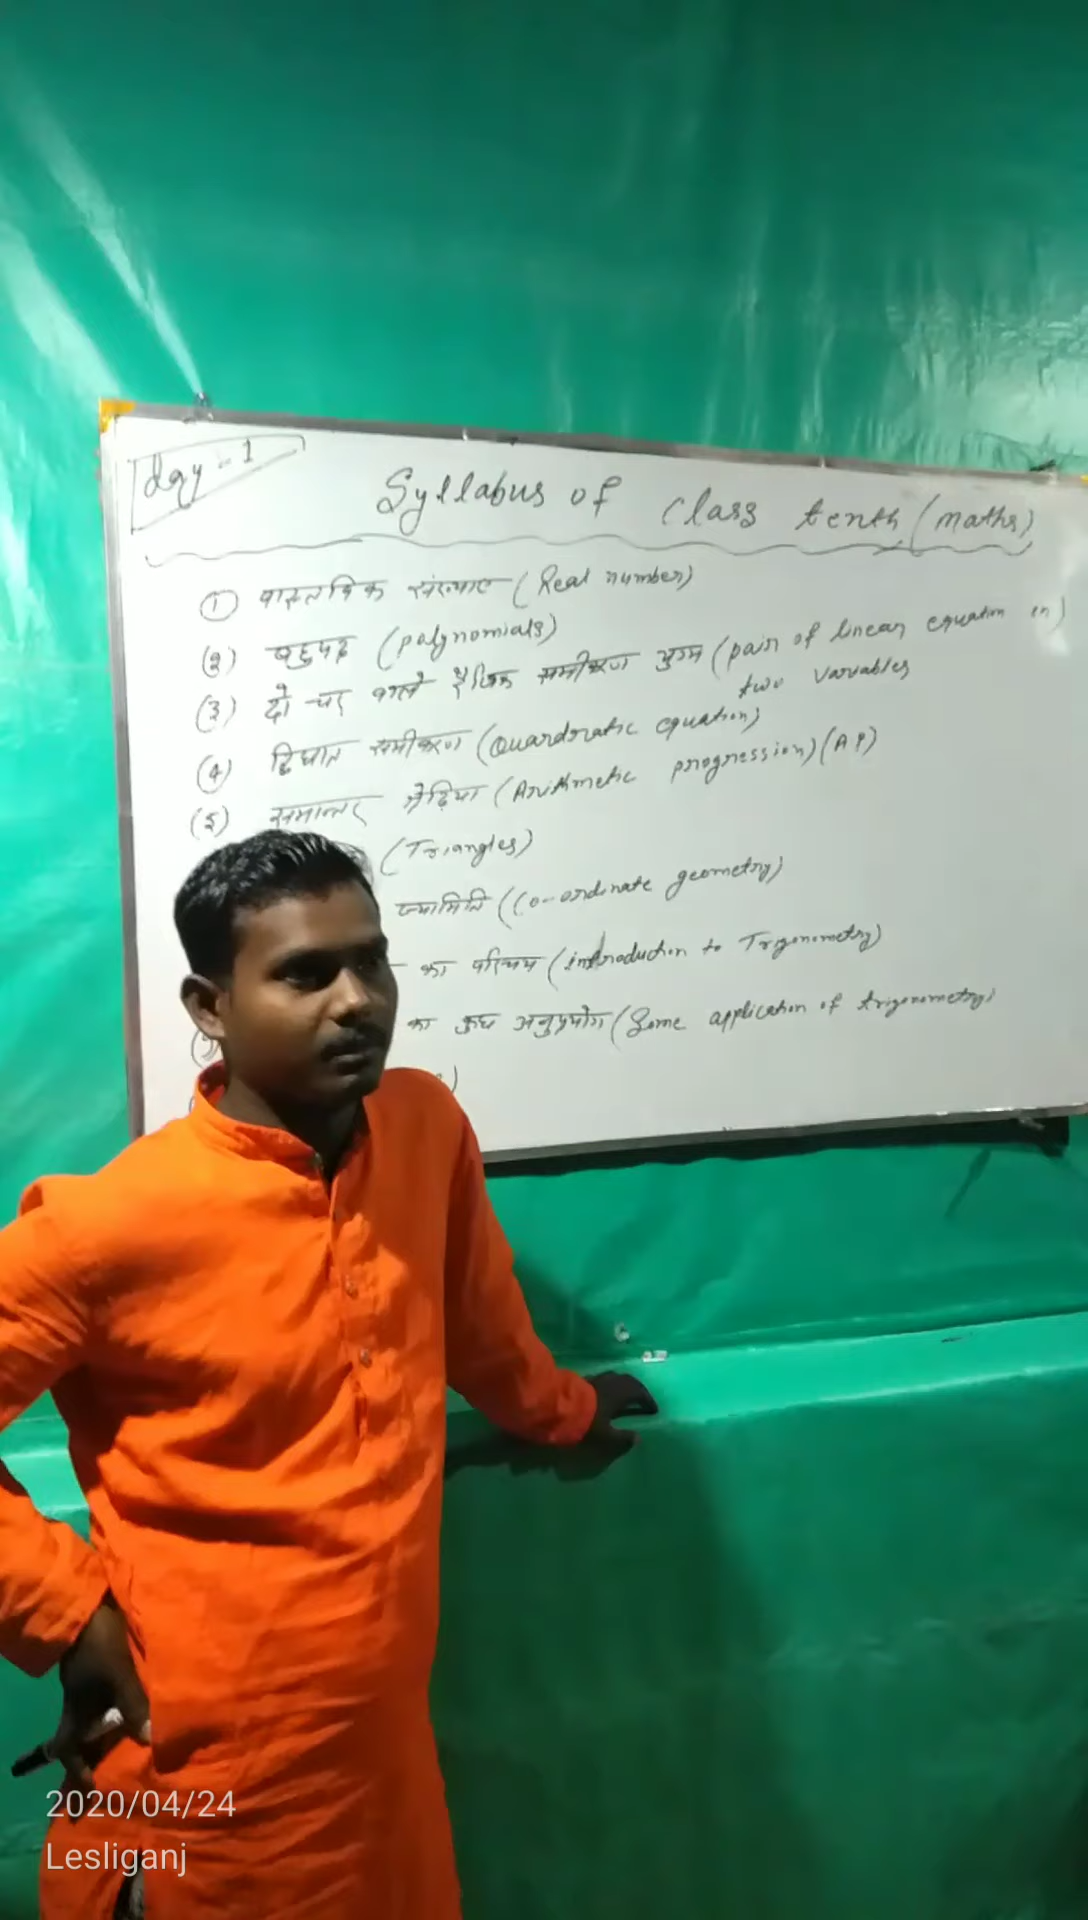 day - 1
Syllabus of class tenth (maths)
① वास्तविक संख्याए (Real number)
(2) बहुपद (polynomials)
(3) दो चर वाले रैखिक समीकरण युग्म (pair of linear equation in)
two variables
(4) द्विघात समीकरण (Quardratic equation)
(5) समान्तर श्रेढ़िया (Arithmetic progression) (AP)
(Triangles)
ज्यामिति (Co-ordinate geometry)
का परिचय (introduction to Trigonometry)
का कुछ अनुप्रयोग (Some application of trigonometry)
2020/04/24
Lesliganj